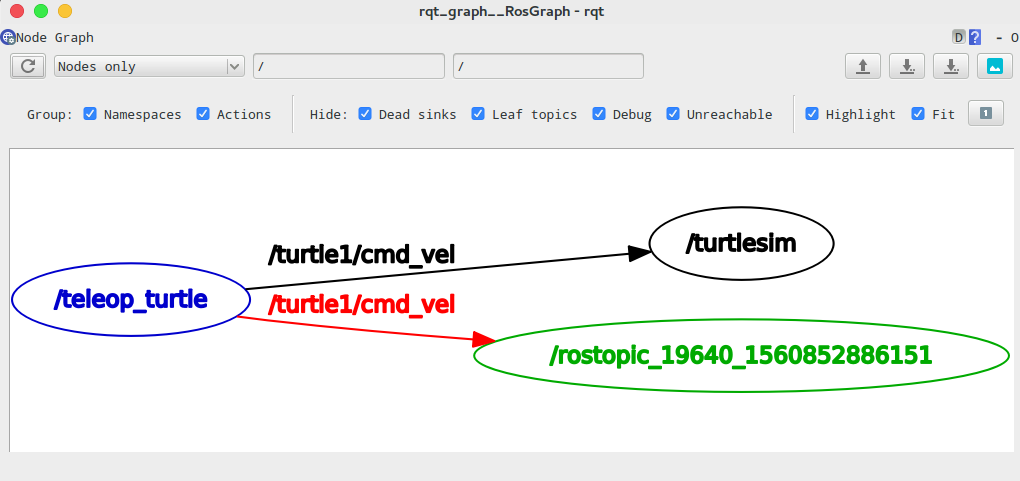 rqt_graph__RosGraph - rqt
Node Graph D ? - O
Nodes only / /
Group: Namespaces Actions Hide: Dead sinks Leaf topics Debug Unreachable Highlight Fit 1
/turtlesim
/turtle1/cmd_vel
/teleop_turtle
/turtle1/cmd_vel
/rostopic_19640_1560852886151